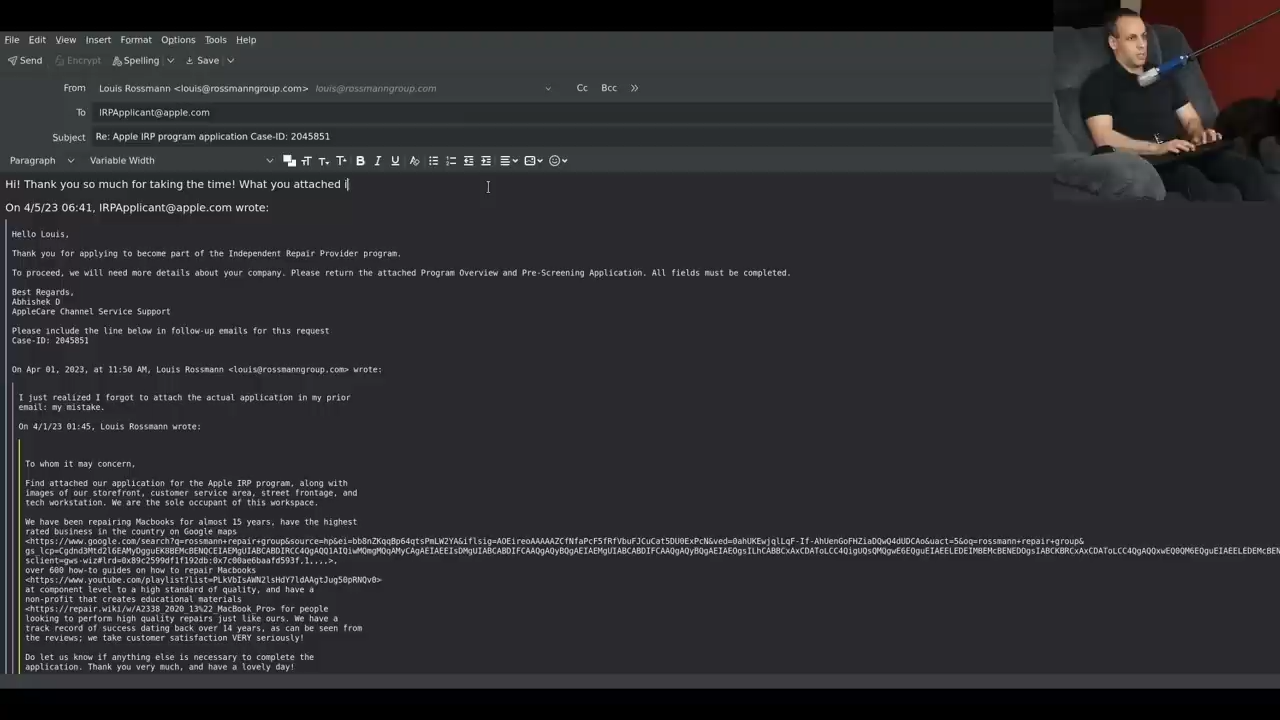 File Edit View Insert Format Options Tools Help
Send Encrypt Spelling Save
From Louis Rossmann <louis@rossmanngroup.com> louis@rossmanngroup.com Cc Bcc »
To IRPApplicant@apple.com
Subject Re: Apple IRP program application Case-ID: 2045851
Paragraph Variable Width
Hi! Thank you so much for taking the time! What you attached i
On 4/5/23 06:41, IRPApplicant@apple.com wrote:
Hello Louis,
Thank you for applying to become part of the Independent Repair Provider program.
To proceed, we will need more details about your company. Please return the attached Program Overview and Pre-Screening Application. All fields must be completed.
Best Regards,
Abhishek D
AppleCare Channel Service Support
Please include the line below in follow-up emails for this request
Case-ID: 2045851
On Apr 01, 2023, at 11:50 AM, Louis Rossmann <louis@rossmanngroup.com> wrote:
I just realized I forgot to attach the actual application in my prior
email: my mistake.
On 4/1/23 01:45, Louis Rossmann wrote:
To whom it may concern,
Find attached our application for the Apple IRP program, along with
images of our storefront, customer service area, street frontage, and
tech workstation. We are the sole occupant of this workspace.
We have been repairing Macbooks for almost 15 years, have the highest
rated business in the country on Google maps
<https://www.google.com/search?q=rossmann+repair+group&source=hp&
over 600 how-to guides on how to repair Macbooks
at component level to a high standard of quality, and have a
non-profit that creates educational materials
<https://repair.wiki/w/A2338_2020_13%22_MacBook_Pro> for people
looking to perform high quality repairs just like ours. We have a
track record of success dating back over 14 years, as can be seen from
the reviews; we take customer satisfaction VERY seriously!
Do let us know if anything else is necessary to complete the
application. Thank you very much, and have a lovely day!